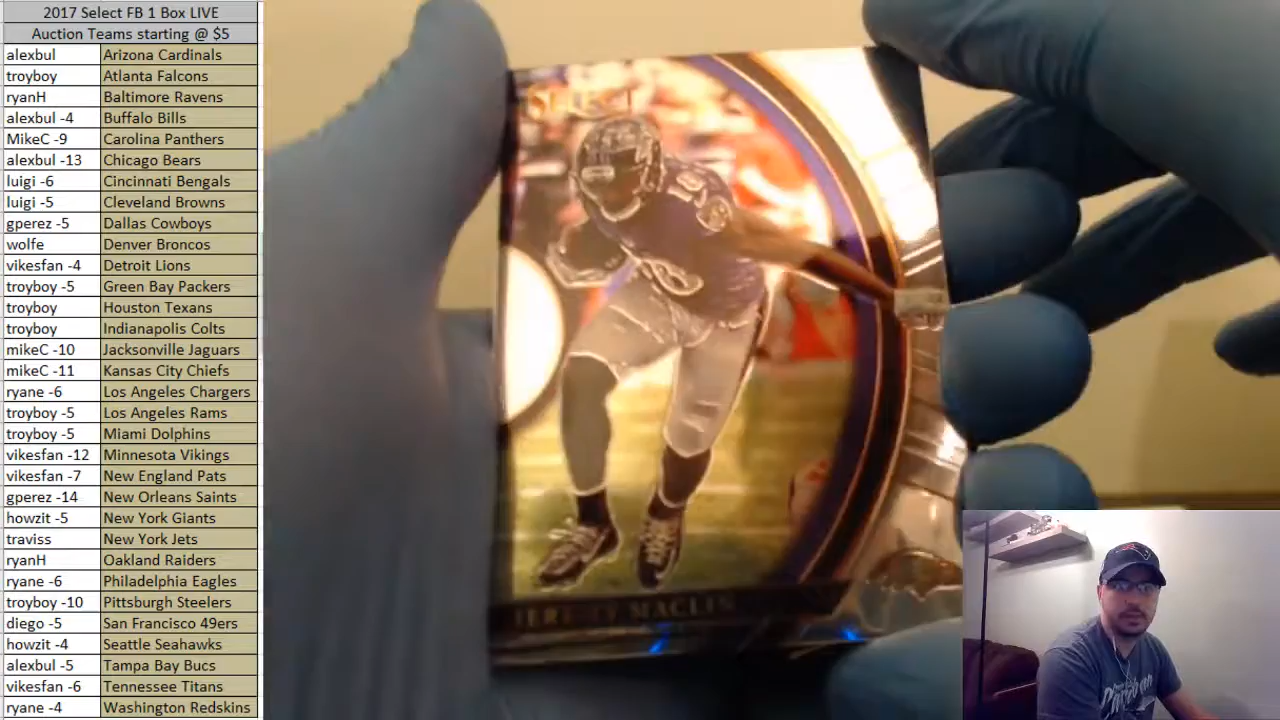 2017 Select FB 1 Box LIVE
Auction Teams starting @ $5
alexbul Arizona Cardinals
troyboy Atlanta Falcons
ryanH Baltimore Ravens
alexbul -4 Buffalo Bills
MikeC -9 Carolina Panthers
alexbul -13 Chicago Bears
luigi -6 Cincinnati Bengals
luigi -5 Cleveland Browns
gperez -5 Dallas Cowboys
wolfe Denver Broncos
vikesfan -4 Detroit Lions
troyboy -5 Green Bay Packers
troyboy Houston Texans
troyboy Indianapolis Colts
mikeC -10 Jacksonville Jaguars
mikeC -11 Kansas City Chiefs
ryane -6 Los Angeles Chargers
troyboy -5 Los Angeles Rams
troyboy -5 Miami Dolphins
vikesfan -12 Minnesota Vikings
vikesfan -7 New England Pats
gperez -14 New Orleans Saints
howzit -5 New York Giants
traviss New York Jets
ryanH Oakland Raiders
ryane -6 Philadelphia Eagles
troyboy -10 Pittsburgh Steelers
diego -5 San Francisco 49ers
howzit -4 Seattle Seahawks
alexbul -5 Tampa Bay Bucs
vikesfan -6 Tennessee Titans
ryane -4 Washington Redskins
SELECT
JEREMY MACLIN